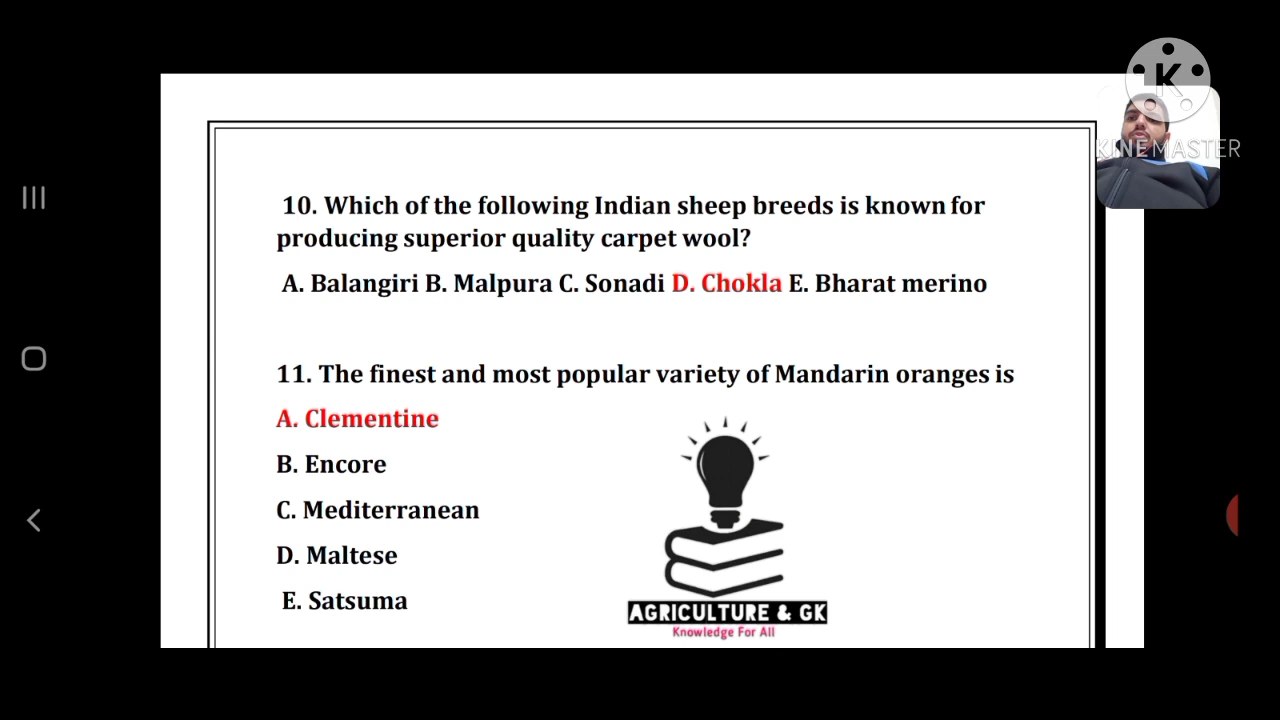 KINEMASTER
10. Which of the following Indian sheep breeds is known for
producing superior quality carpet wool?
A. Balangiri B. Malpura C. Sonadi D. Chokla E. Bharat merino
11. The finest and most popular variety of Mandarin oranges is
A. Clementine
B. Encore
C. Mediterranean
D. Maltese
E. Satsuma
AGRICULTURE & GK
Knowledge For All